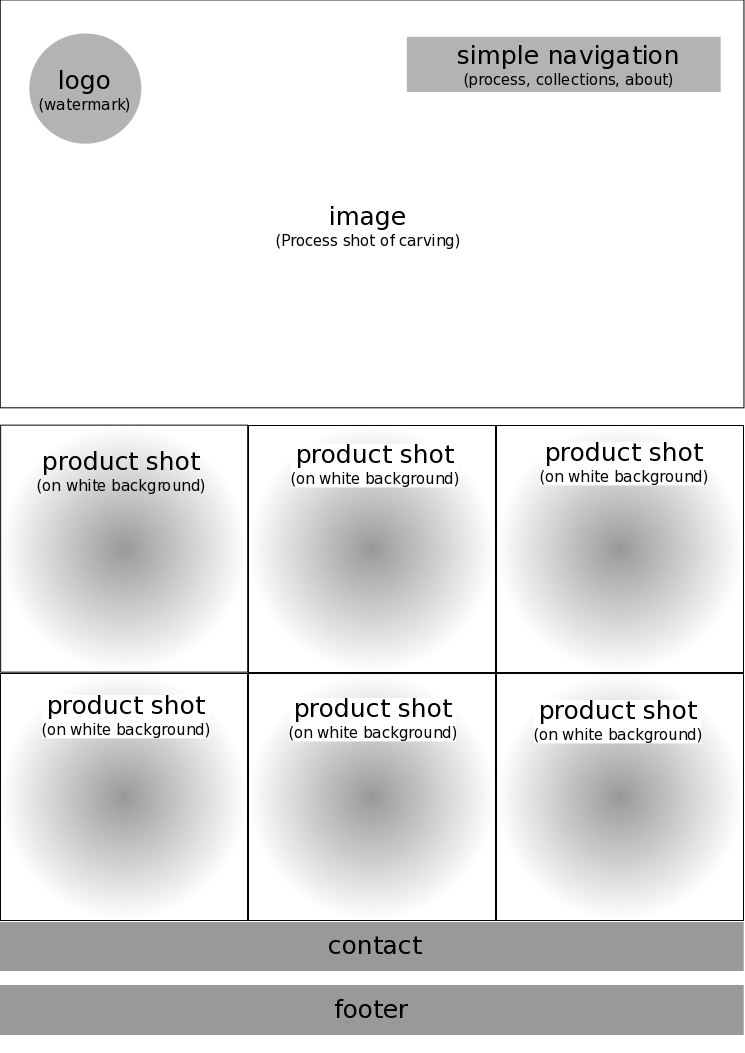 logo
(watermark)
simple navigation
(process, collections, about)
image
(Process shot of carving)
product shot
(on white background)
product shot
(on white background)
product shot
(on white background)
product shot
(on white background)
product shot
(on white background)
product shot
(on white background)
contact
footer